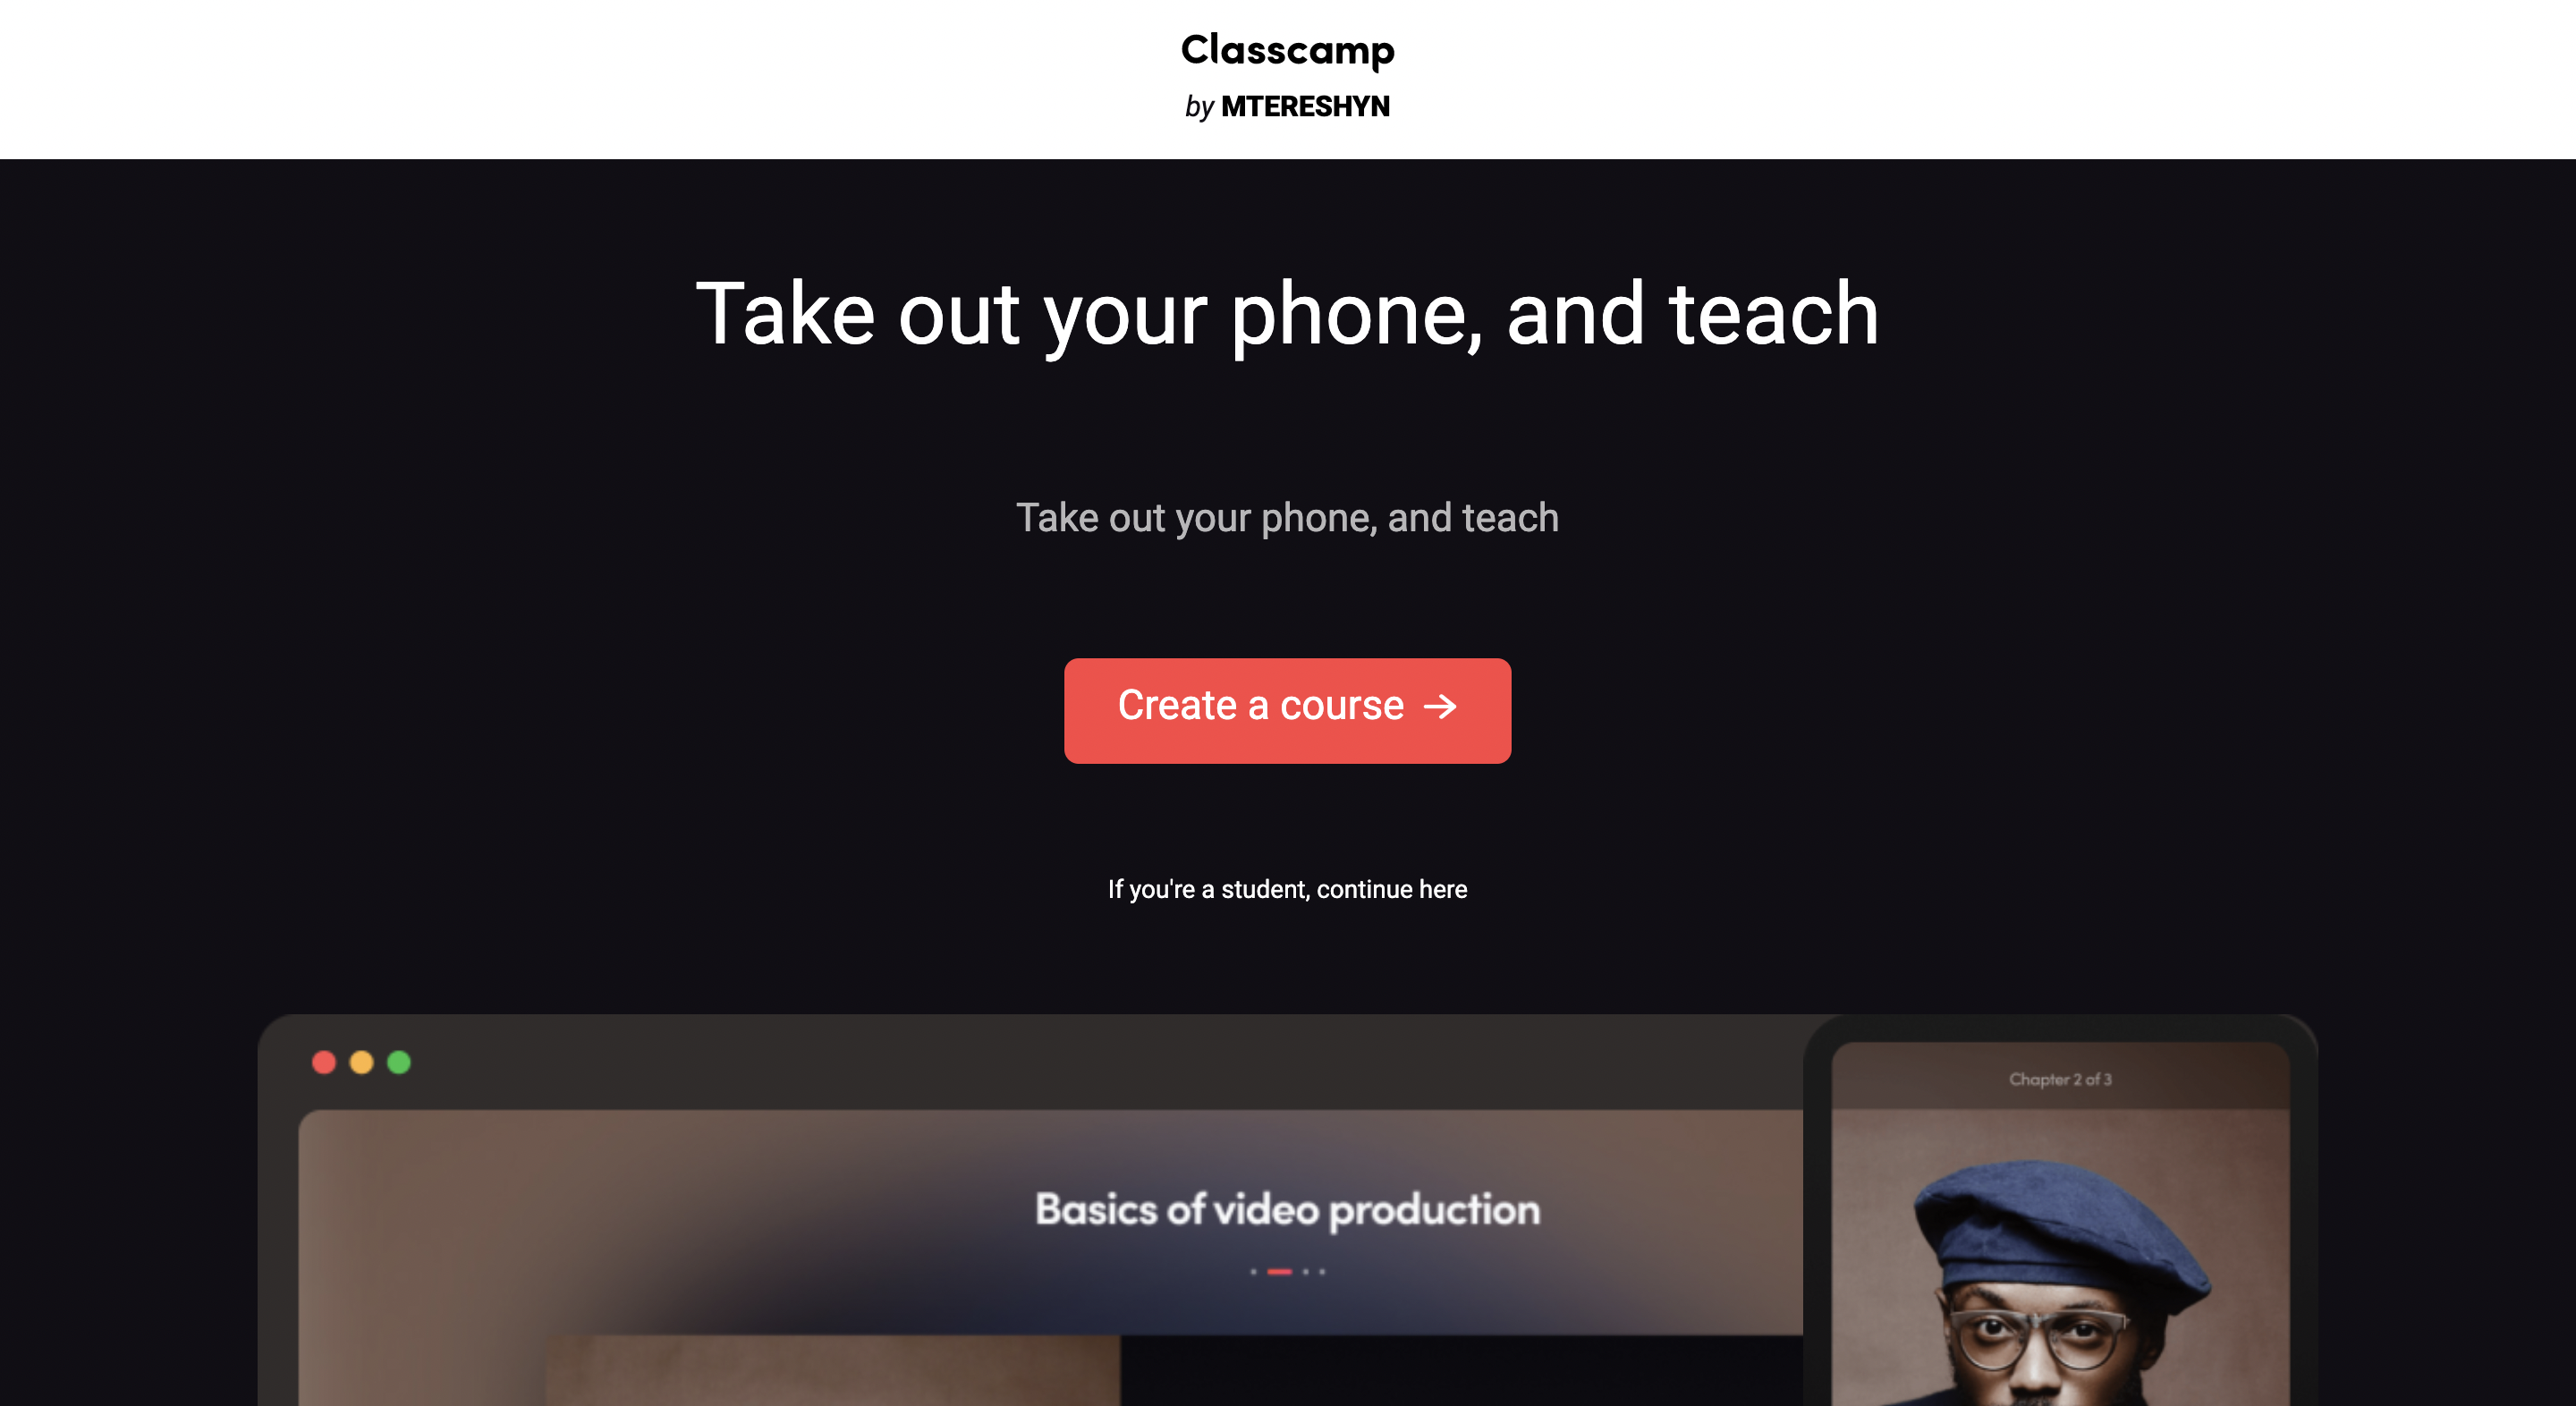 Classcamp
by MTERESHYN
Take out your phone, and teach
Take out your phone, and teach
Create a course →
If you're a student, continue here
Chapter 2 of 3
Basics of video production